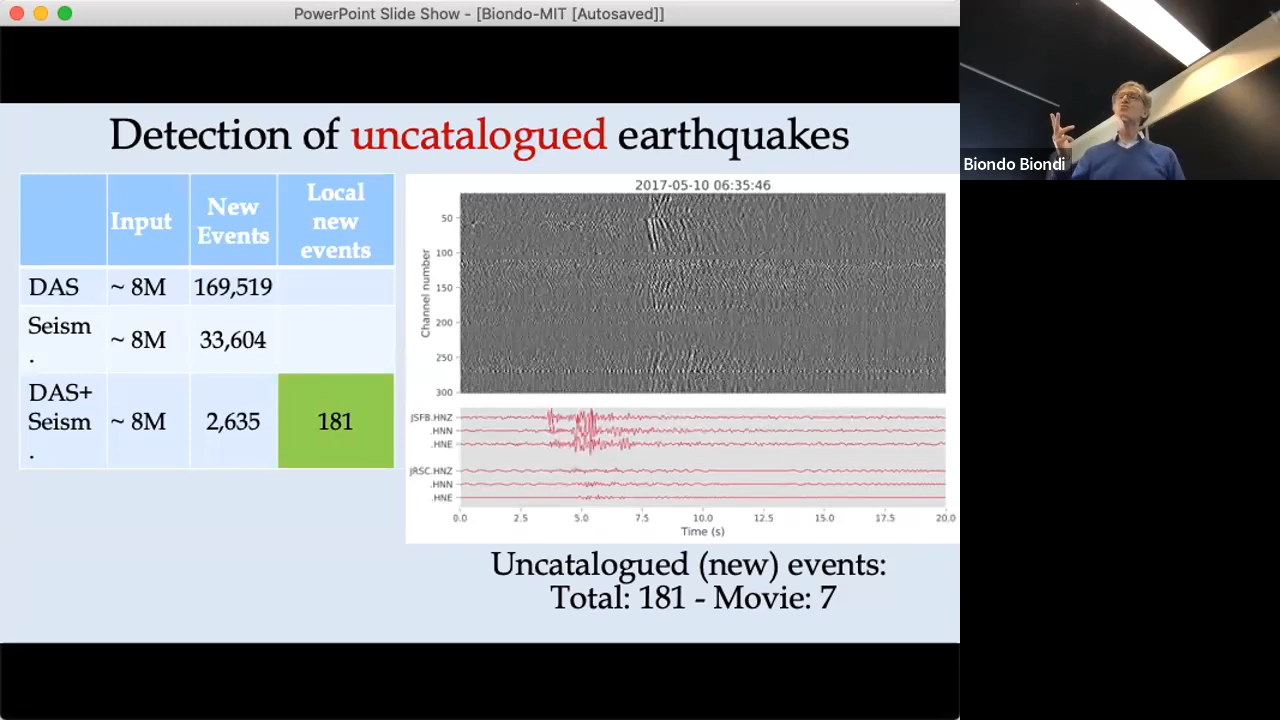 PowerPoint Slide Show - [Biondo-MIT [Autosaved]]
Biondo Biondi
Detection of uncatalogued earthquakes
Input
New
Events
Local
new
events
DAS
~ 8M
169,519
Seism
.
~ 8M
33,604
DAS+
Seism
.
~ 8M
2,635
181
2017-05-10 06:35:46
Channel number
50
100
150
200
250
300
JSFB.HNZ
.HNN
.HNE
JRSC.HNZ
.HNN
.HNE
0.0 2.5 5.0 7.5 10.0 12.5 15.0 17.5 20.0
Time (s)
Uncatalogued (new) events:
Total: 181 - Movie: 7